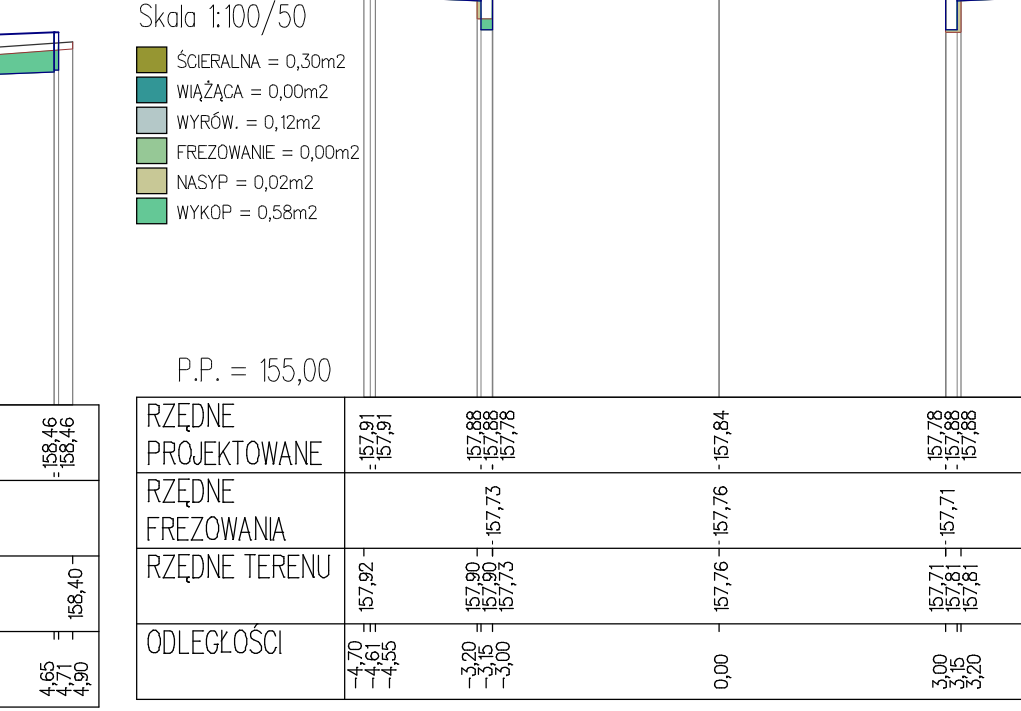 Skala 1:100/50
ŚCIERALNA = 0,30m2
WIĄŻĄCA = 0,00m2
WYRÓW. = 0,12m2
FREZOWANIE = 0,00m2
NASYP = 0,02m2
WYKOP = 0,58m2
P.P. = 155,00
158,46
158,46
158,40
4,65
4,71
4,90
RZĘDNE
PROJEKTOWANE
157,91
157,91
157,88
157,88
157,78
157,84
157,78
157,88
157,88
RZĘDNE
FREZOWANIA
157,73
157,76
157,71
RZĘDNE TERENU
157,92
157,90
157,90
157,73
157,76
157,71
157,81
157,81
ODLEGŁOŚCI
-4,70
-4,61
-4,55
-3,20
-3,15
-3,00
0,00
3,00
3,15
3,20